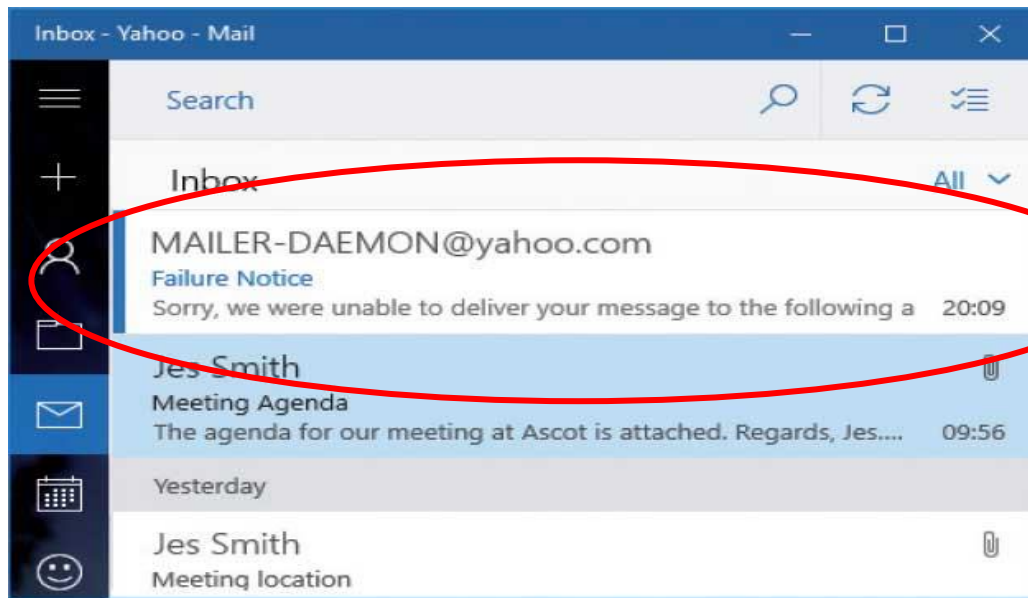 Inbox - Yahoo - Mail
Search
Inbox
All
MAILER-DAEMON@yahoo.com
Failure Notice
Sorry, we were unable to deliver your message to the following a 20:09
Jes Smith
Meeting Agenda
The agenda for our meeting at Ascot is attached. Regards, Jes.... 09:56
Yesterday
Jes Smith
Meeting location